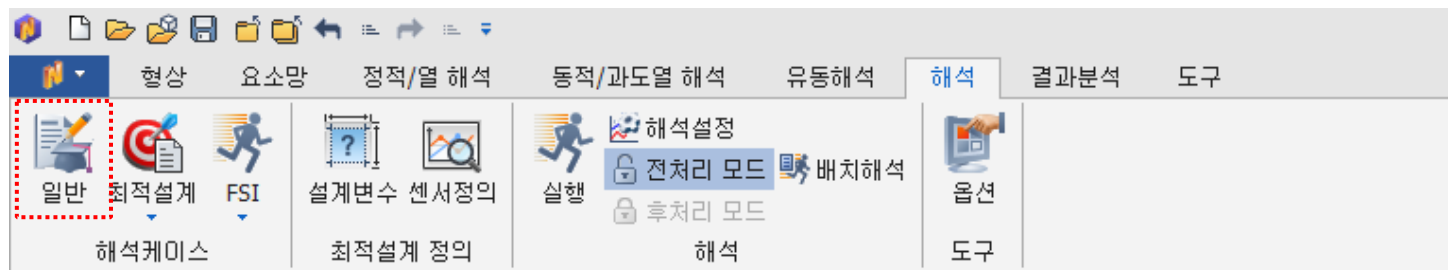 형상 요소망 정적/열 해석 동적/과도열 해석 유동해석 해석 결과분석 도구
일반 최적설계 FSI
해석케이스
설계변수 센서정의
최적설계 정의
실행
해석설정
전처리 모드
후처리 모드
배치해석
해석
옵션
도구